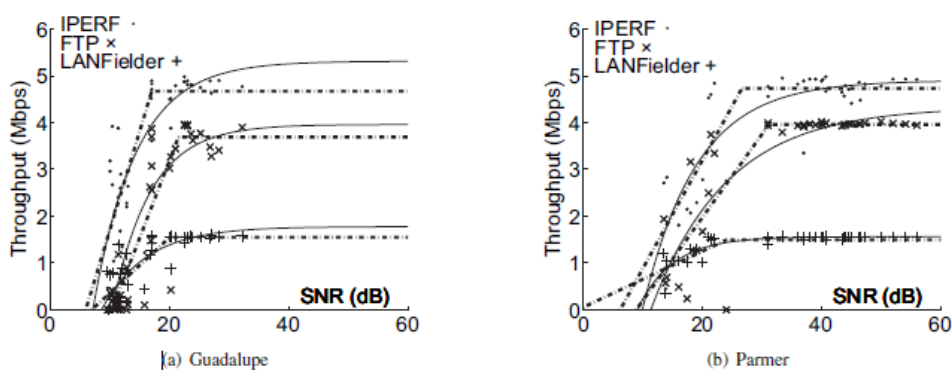 IPERF ·
FTP ×
LANFielder +
Throughput (Mbps)
6
5
4
3
2
1
0
0
20
40
60
SNR (dB)
(a) Guadalupe
IPERF ·
FTP ×
LANFielder +
Throughput (Mbps)
6
5
4
3
2
1
0
0
20
40
60
SNR (dB)
(b) Parmer